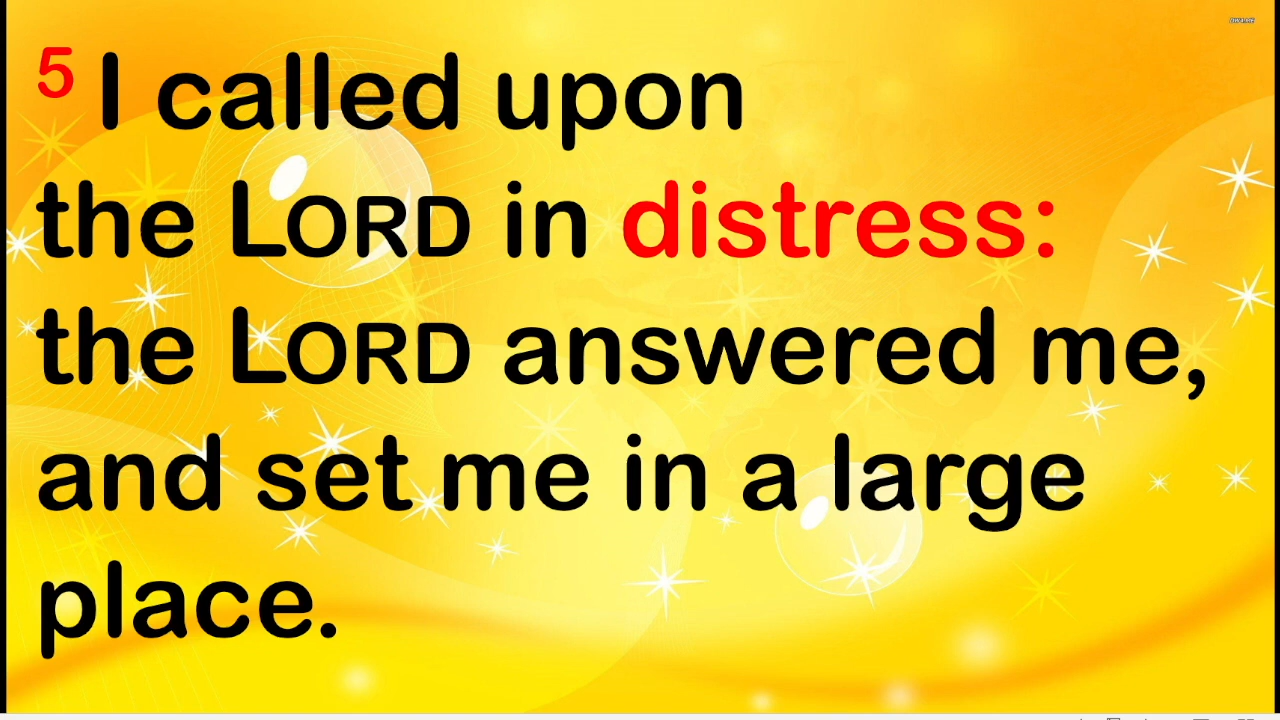 5 I called upon
the LORD in distress:
the LORD answered me,
and set me in a large
place.